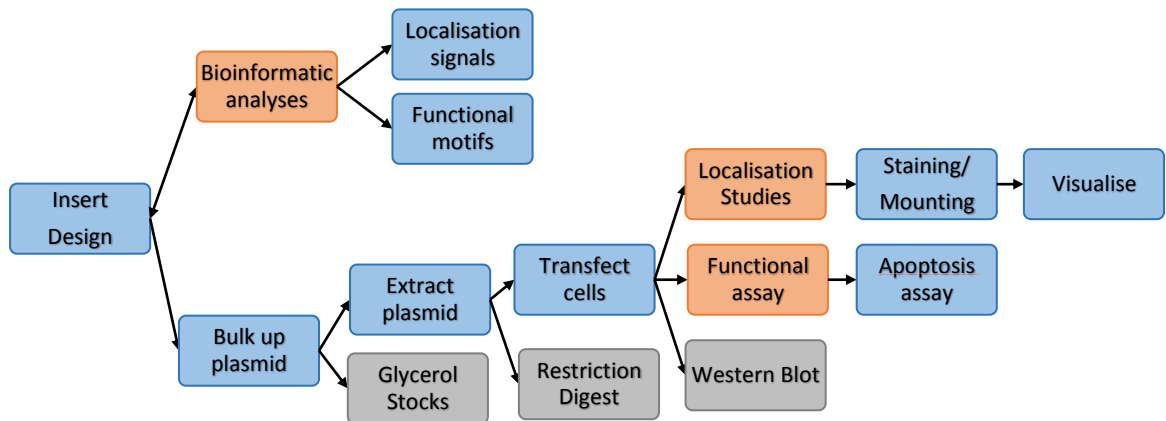 Localisation
signals
Bioinformatic
analyses
Functional
motifs
Insert
Design
Localisation
Studies
Staining/
Mounting
Visualise
Transfect
cells
Functional
assay
Apoptosis
assay
Extract
plasmid
Bulk up
plasmid
Glycerol
Stocks
Restriction
Digest
Western Blot